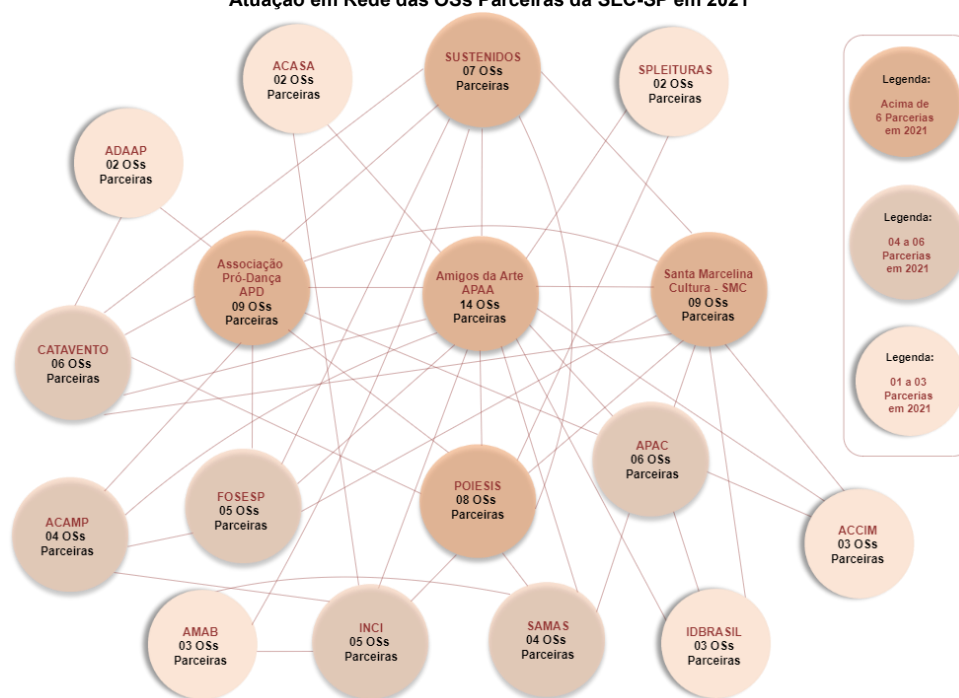 Atuação em Rede das OSs Parceiras da SEC-SP em 2021
ACASA
02 OSs
Parceiras
SUSTENIDOS
07 OSs
Parceiras
SPLEITURAS
02 OSs
Parceiras
Legenda:
Acima de
6 Parcerias
em 2021
ADAAP
02 OSs
Parceiras
Associação
Pró-Dança
APD
09 OSs
Parceiras
Amigos da Arte
APAA
14 OSs
Parceiras
Santa Marcelina
Cultura - SMC
09 OSs
Parceiras
Legenda:
04 a 06
Parcerias
em 2021
CATAVENTO
06 OSs
Parceiras
Legenda:
01 a 03
Parcerias
em 2021
ACAMP
04 OSs
Parceiras
FOSESP
05 OSs
Parceiras
POIESIS
08 OSs
Parceiras
APAC
06 OSs
Parceiras
ACCIM
03 OSs
Parceiras
AMAB
03 OSs
Parceiras
INCI
05 OSs
Parceiras
SAMAS
04 OSs
Parceiras
IDBRASIL
03 OSs
Parceiras